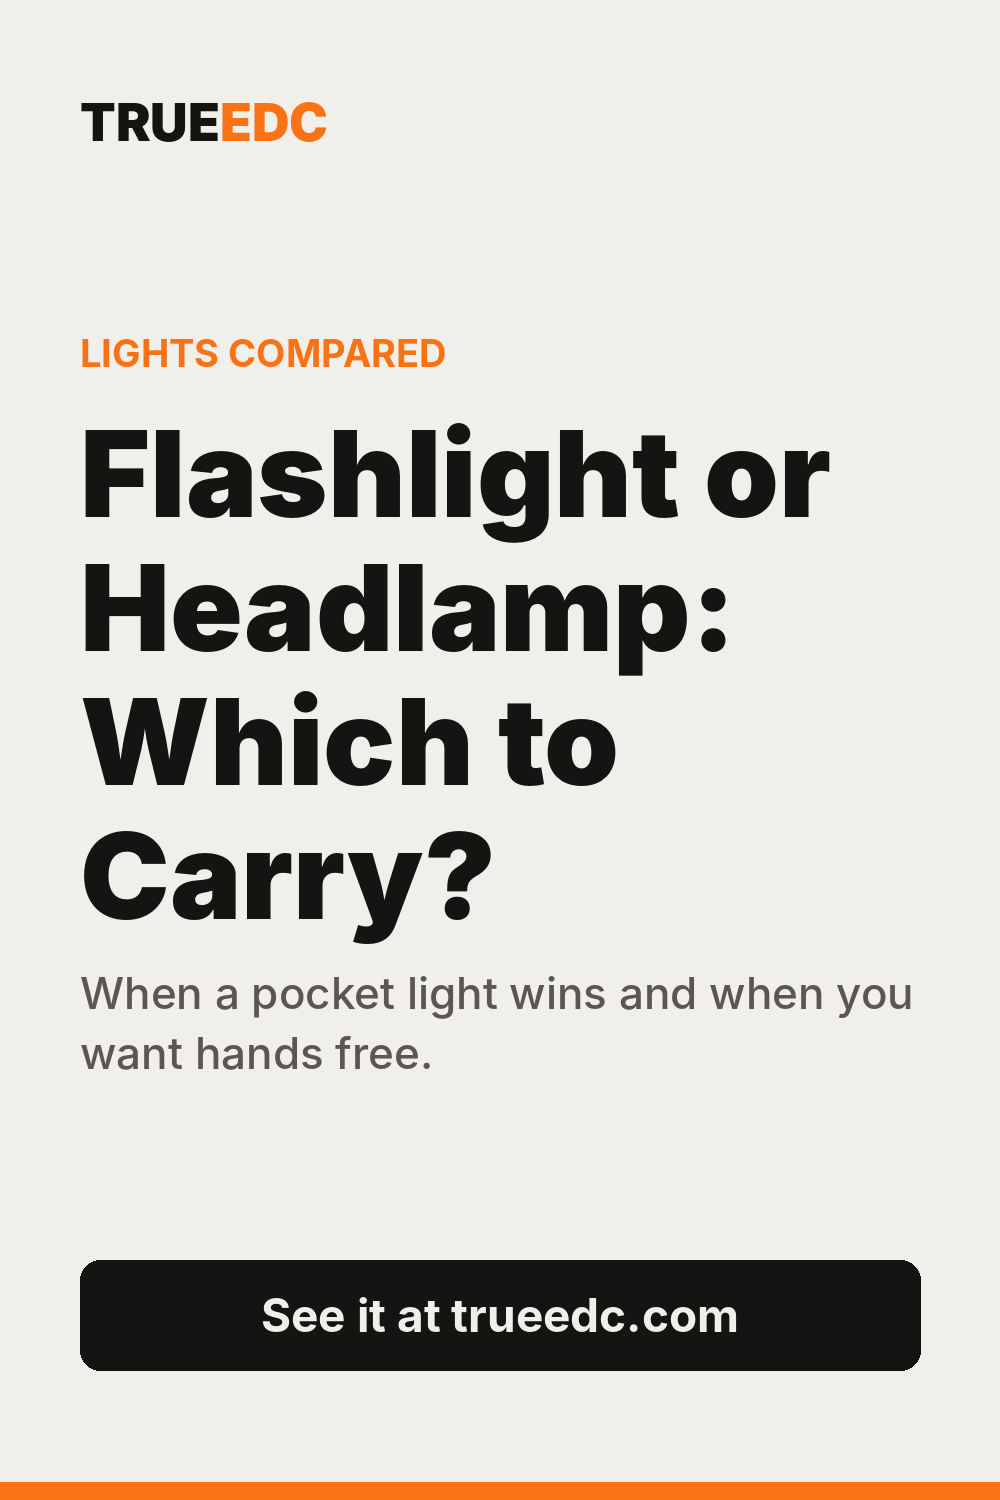 TRUEEDC
LIGHTS COMPARED
Flashlight or
Headlamp:
Which to
Carry?
When a pocket light wins and when you
want hands free.
See it at trueedc.com